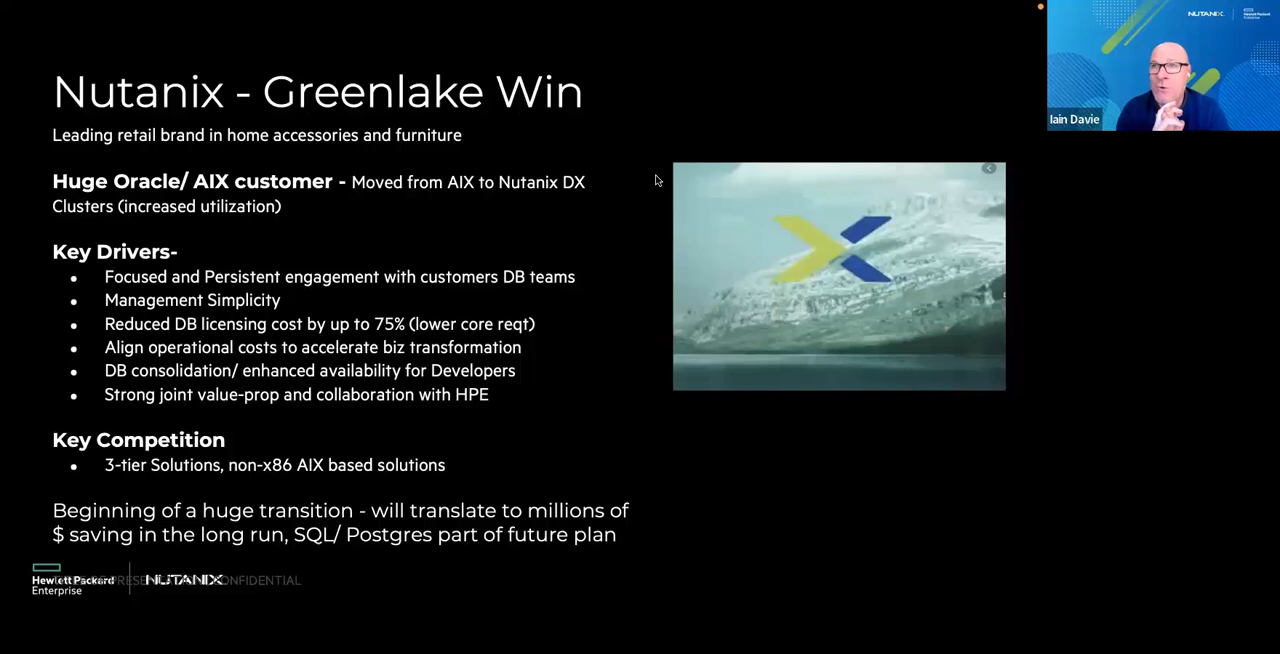 NUTANIX
Hewlett Packard
Enterprise
Iain Davie
Nutanix - Greenlake Win
Leading retail brand in home accessories and furniture
Huge Oracle/ AIX customer - Moved from AIX to Nutanix DX
Clusters (increased utilization)
Key Drivers-
● Focused and Persistent engagement with customers DB teams
● Management Simplicity
● Reduced DB licensing cost by up to 75% (lower core reqt)
● Align operational costs to accelerate biz transformation
● DB consolidation/ enhanced availability for Developers
● Strong joint value-prop and collaboration with HPE
Key Competition
● 3-tier Solutions, non-x86 AIX based solutions
Beginning of a huge transition - will translate to millions of
$ saving in the long run, SQL/ Postgres part of future plan
Hewlett Packard
Enterprise
NUTANIX
CONFIDENTIAL